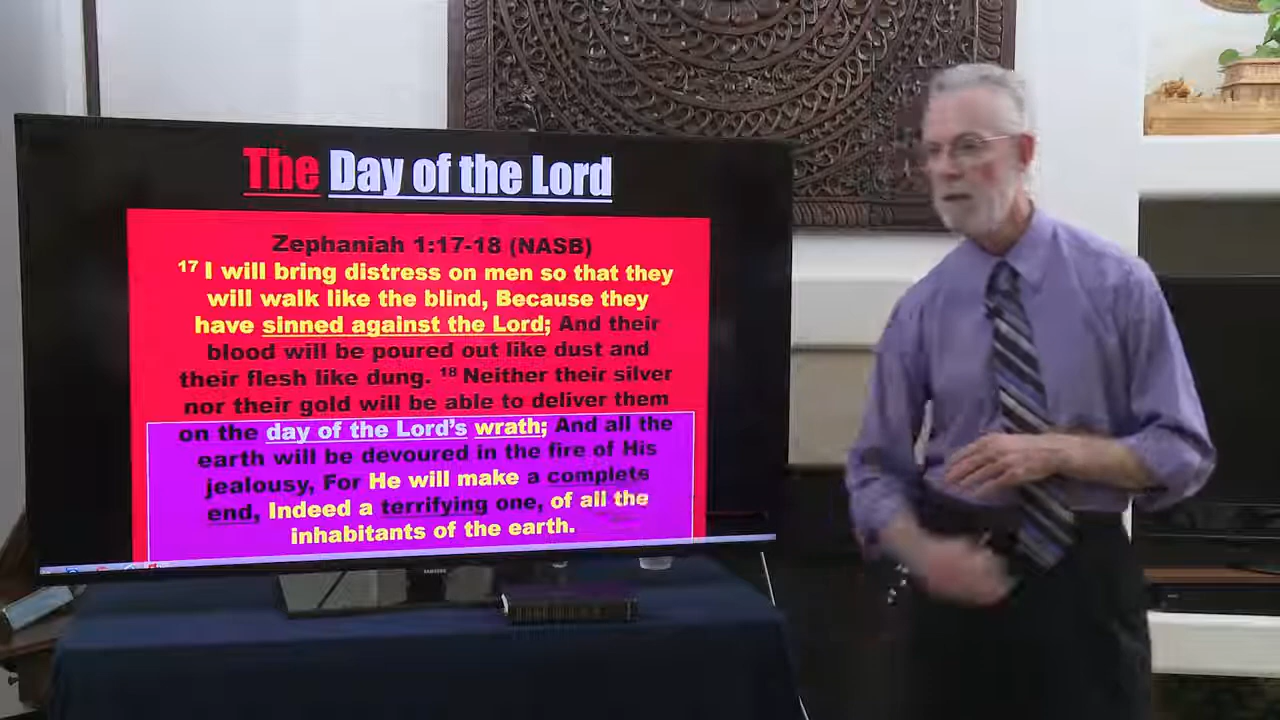 The Day of the Lord
Zephaniah 1:17-18 (NASB)
17 I will bring distress on men so that they
will walk like the blind, Because they
have sinned against the Lord; And their
blood will be poured out like dust and
their flesh like dung. 18 Neither their silver
nor their gold will be able to deliver them
on the day of the Lord's wrath; And all the
earth will be devoured in the fire of His
jealousy, For He will make a complete
end, Indeed a terrifying one, of all the
inhabitants of the earth.
SAMSUNG